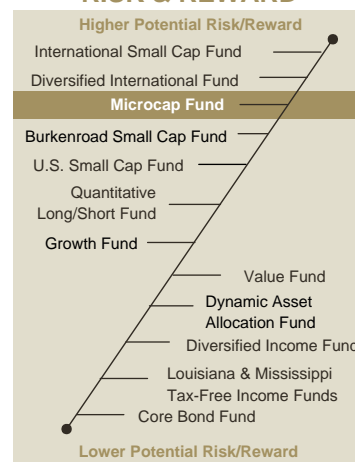 RISK & REWARD
Higher Potential Risk/Reward
International Small Cap Fund
Diversified International Fund
Microcap Fund
Burkenroad Small Cap Fund
U.S. Small Cap Fund
Quantitative
Long/Short Fund
Growth Fund
Value Fund
Dynamic Asset
Allocation Fund
Diversified Income Fund
Louisiana & Mississippi
Tax-Free Income Funds
Core Bond Fund
Lower Potential Risk/Reward